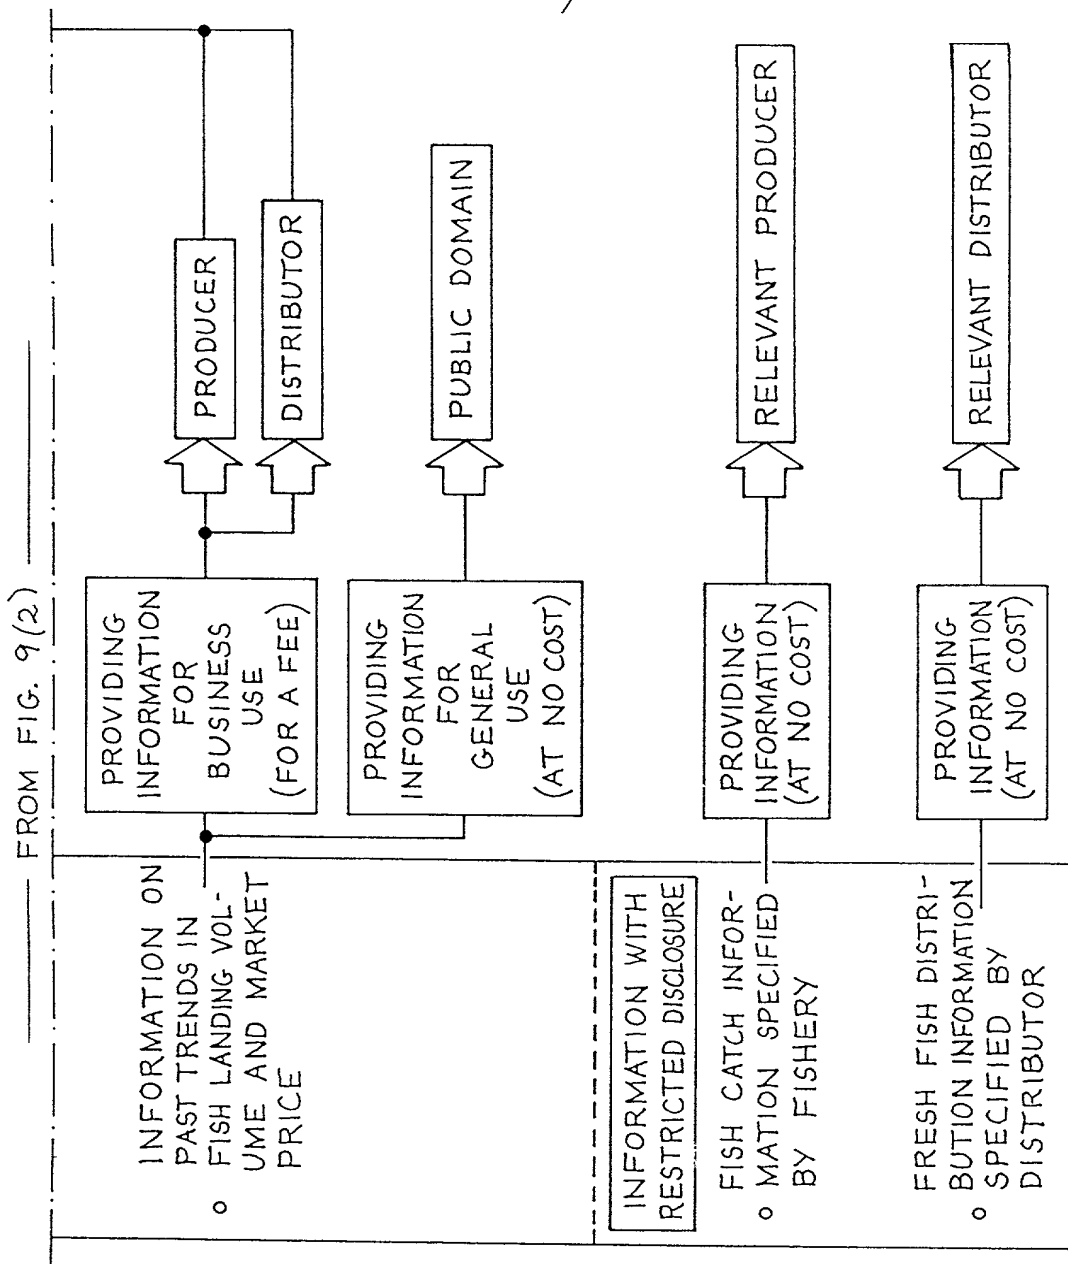 FROM FIG. 9(2)
INFORMATION ON
PAST TRENDS IN
FISH LANDING VOL-
UME AND MARKET
PRICE
PROVIDING
INFORMATION
FOR
BUSINESS
USE
(FOR A FEE)
PRODUCER
DISTRIBUTOR
PROVIDING
INFORMATION
FOR
GENERAL
USE
(AT NO COST)
PUBLIC DOMAIN
INFORMATION WITH
RESTRICTED DISCLOSURE
FISH CATCH INFOR-
MATION SPECIFIED
BY FISHERY
PROVIDING
INFORMATION
(AT NO COST)
RELEVANT PRODUCER
FRESH FISH DISTRI-
BUTION INFORMATION
SPECIFIED BY
DISTRIBUTOR
PROVIDING
INFORMATION
(AT NO COST)
RELEVANT DISTRIBUTOR